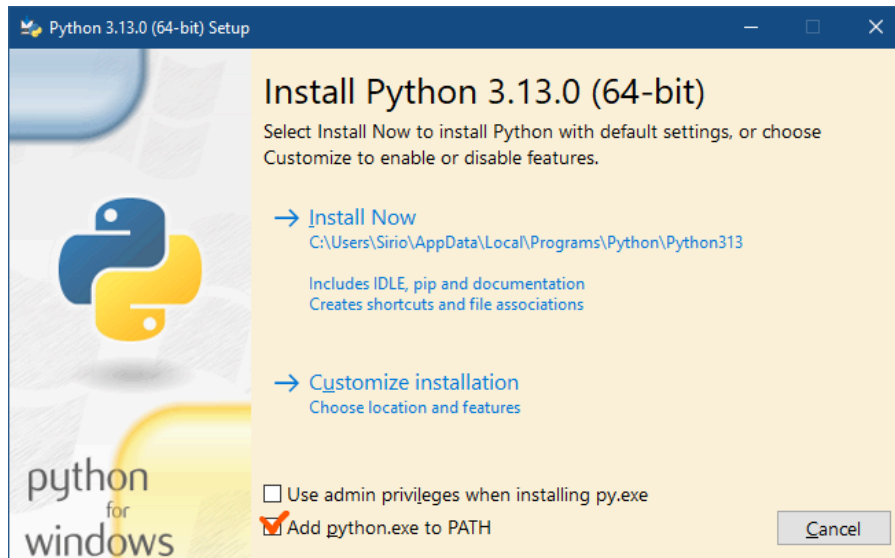 Python 3.13.0 (64-bit) Setup
Install Python 3.13.0 (64-bit)
Select Install Now to install Python with default settings, or choose
Customize to enable or disable features.
Install Now
C:\Users\Sirio\AppData\Local\Programs\Python\Python313
Includes IDLE, pip and documentation
Creates shortcuts and file associations
Customize installation
Choose location and features
python
for
windows
Use admin privileges when installing py.exe
Add python.exe to PATH
Cancel